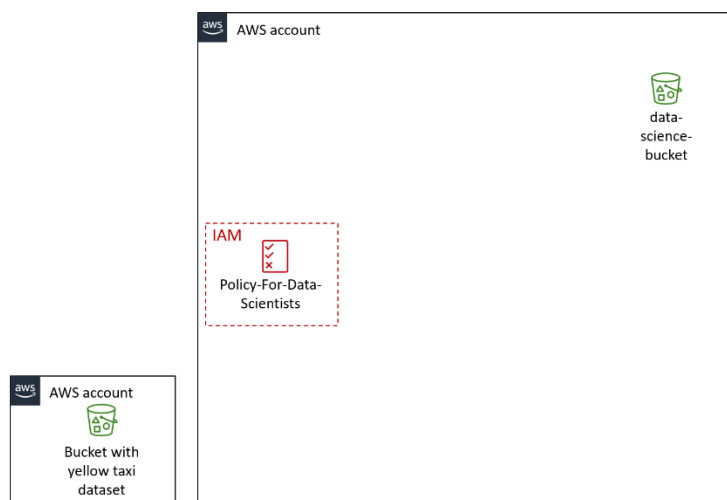 aws
AWS account
data-
science-
bucket
IAM
Policy-For-Data-
Scientists
aws
AWS account
Bucket with
yellow taxi
dataset